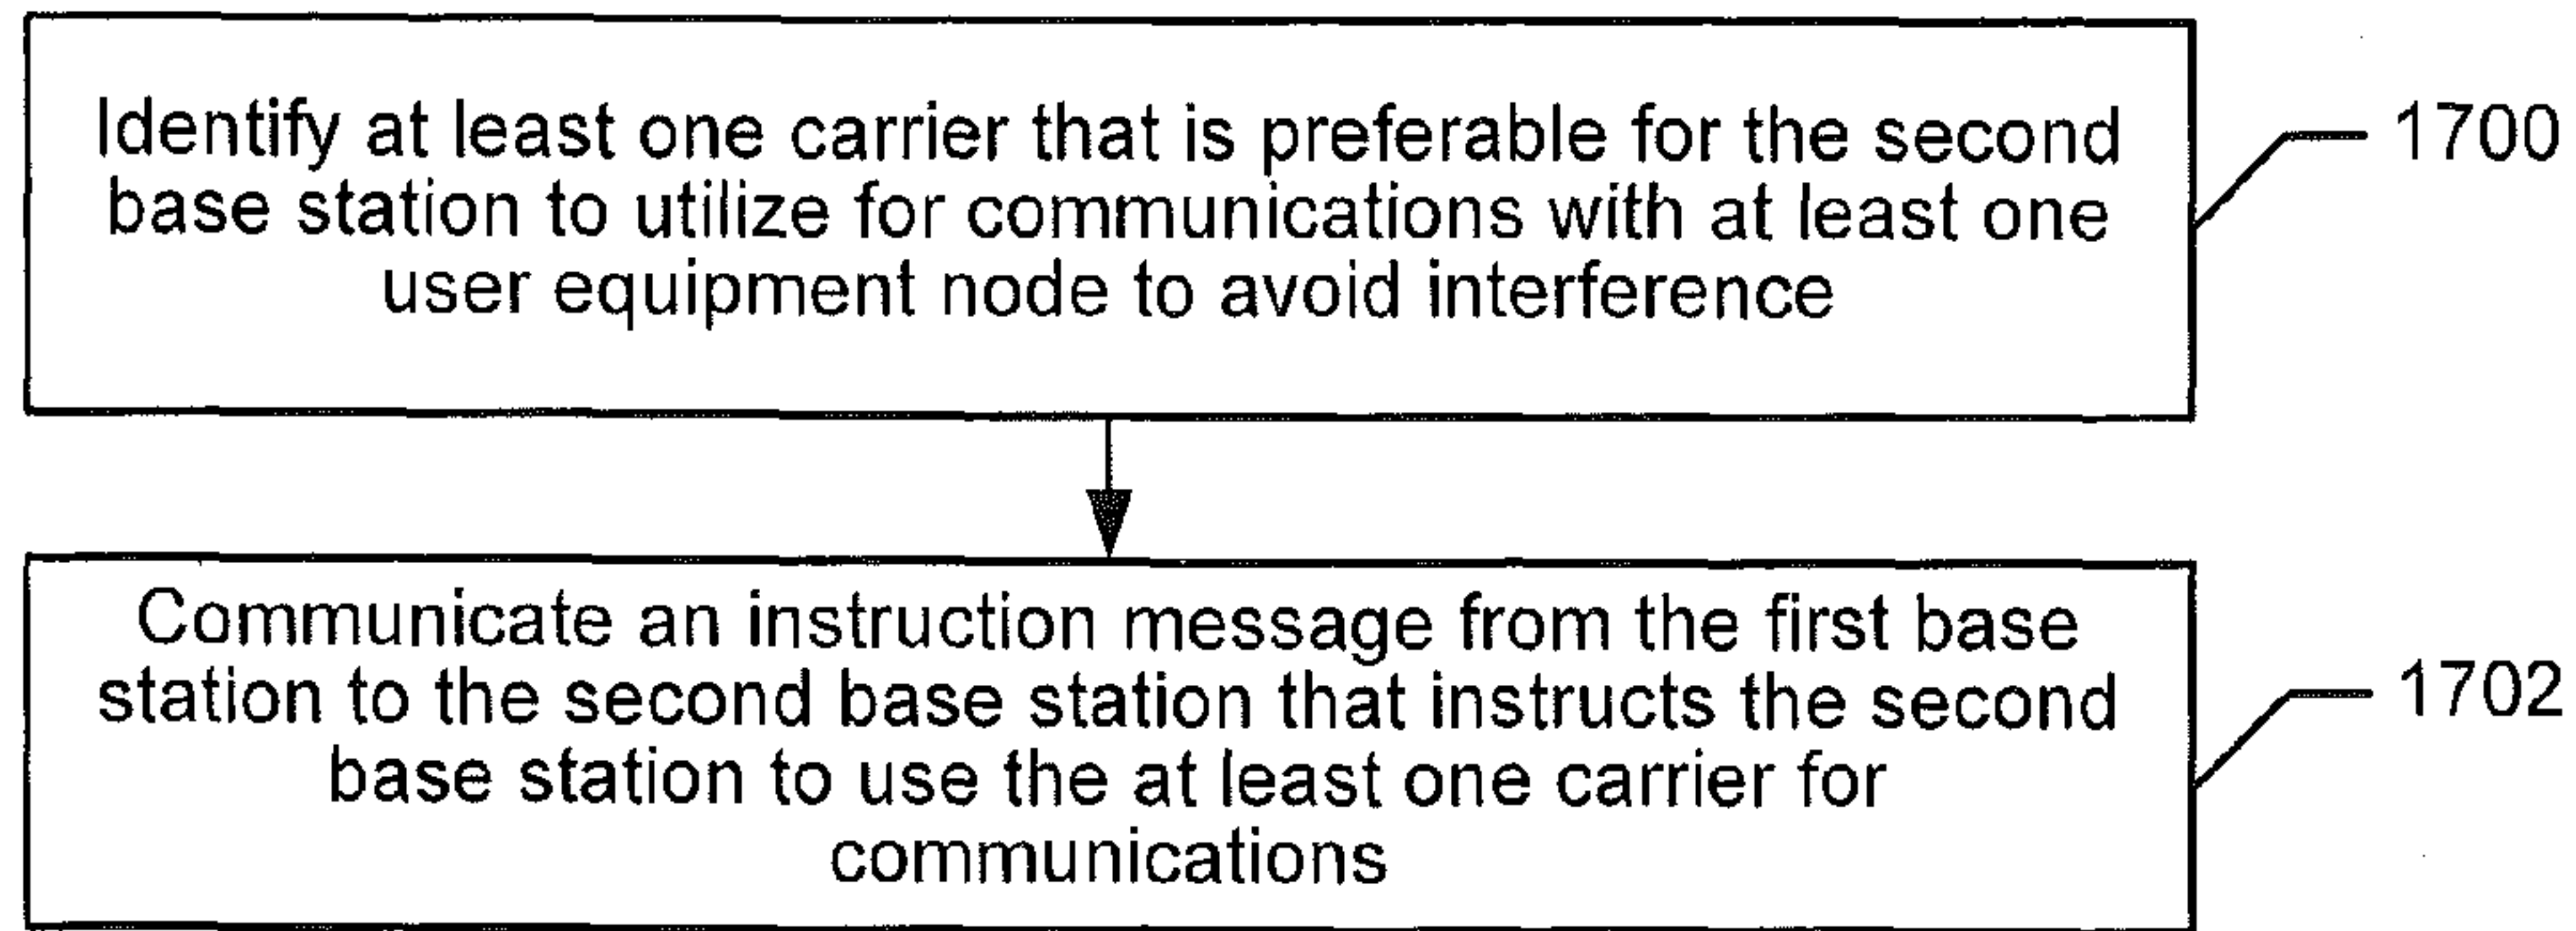 Identify at least one carrier that is preferable for the second
base station to utilize for communications with at least one
user equipment node to avoid interference
1700
Communicate an instruction message from the first base
station to the second base station that instructs the second
base station to use the at least one carrier for
communications
1702